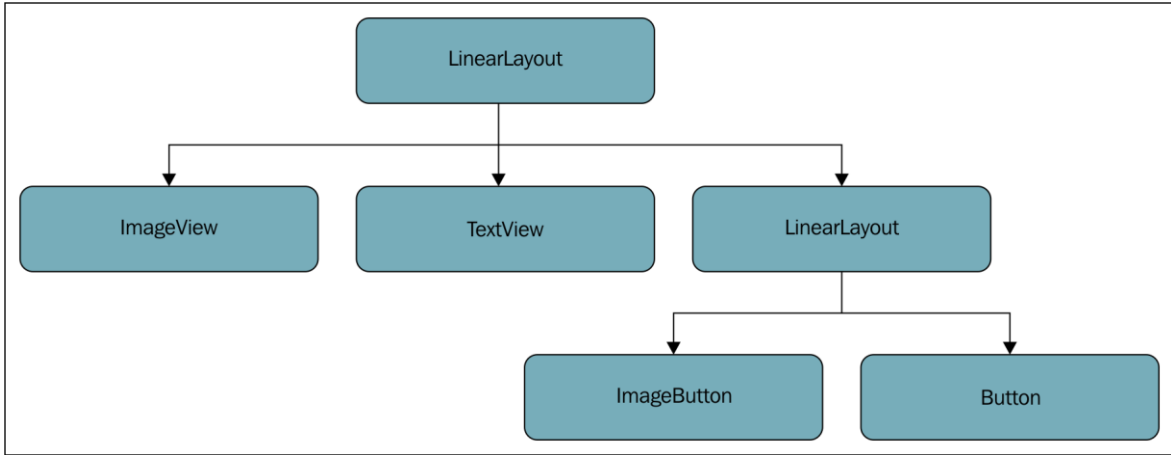 LinearLayout
ImageView
TextView
LinearLayout
ImageButton
Button